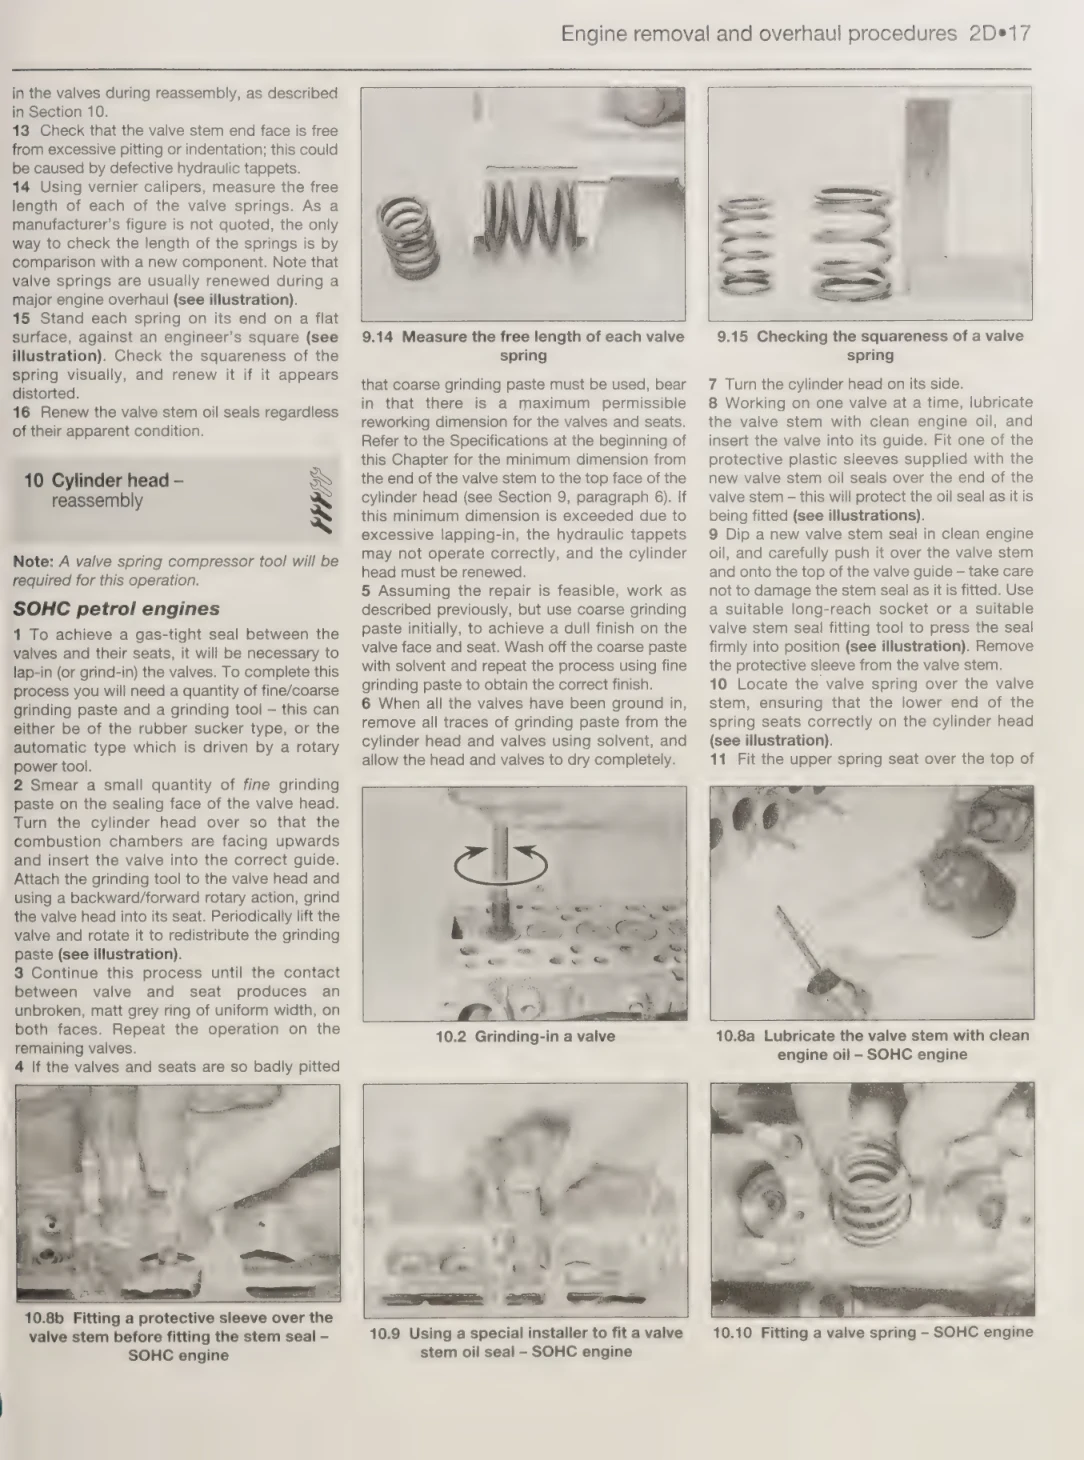 Engine removal and overhaul procedures 2D•17
in the valves during reassembly, as described
in Section 10.
13 Check that the valve stem end face is free
from excessive pitting or indentation; this could
be caused by defective hydraulic tappets.
14 Using vernier calipers, measure the free
length of each of the valve springs. As a
manufacturer's figure is not quoted, the only
way to check the length of the springs is by
comparison with a new component. Note that
valve springs are usually renewed during a
major engine overhaul (see illustration).
15 Stand each spring on its end on a flat
surface, against an engineer's square (see
illustration). Check the squareness of the
spring visually, and renew it if it appears
distorted.
16 Renew the valve stem oil seals regardless
of their apparent condition.
10 Cylinder head –
reassembly
Note: A valve spring compressor tool will be
required for this operation.
SOHC petrol engines
1 To achieve a gas-tight seal between the
valves and their seats, it will be necessary to
lap-in (or grind-in) the valves. To complete this
process you will need a quantity of fine/coarse
grinding paste and a grinding tool – this can
either be of the rubber sucker type, or the
automatic type which is driven by a rotary
power tool.
2 Smear a small quantity of fine grinding
paste on the sealing face of the valve head.
Turn the cylinder head over so that the
combustion chambers are facing upwards
and insert the valve into the correct guide.
Attach the grinding tool to the valve head and
using a backward/forward rotary action, grind
the valve head into its seat. Periodically lift the
valve and rotate it to redistribute the grinding
paste (see illustration).
3 Continue this process until the contact
between valve and seat produces an
unbroken, matt grey ring of uniform width, on
both faces. Repeat the operation on the
remaining valves.
4 If the valves and seats are so badly pitted
9.14 Measure the free length of each valve
spring
9.15 Checking the squareness of a valve
spring
that coarse grinding paste must be used, bear
in that there is a maximum permissible
reworking dimension for the valves and seats.
Refer to the Specifications at the beginning of
this Chapter for the minimum dimension from
the end of the valve stem to the top face of the
cylinder head (see Section 9, paragraph 6). If
this minimum dimension is exceeded due to
excessive lapping-in, the hydraulic tappets
may not operate correctly, and the cylinder
head must be renewed.
5 Assuming the repair is feasible, work as
described previously, but use coarse grinding
paste initially, to achieve a dull finish on the
valve face and seat. Wash off the coarse paste
with solvent and repeat the process using fine
grinding paste to obtain the correct finish.
6 When all the valves have been ground in,
remove all traces of grinding paste from the
cylinder head and valves using solvent, and
allow the head and valves to dry completely.
7 Turn the cylinder head on its side.
8 Working on one valve at a time, lubricate
the valve stem with clean engine oil, and
insert the valve into its guide. Fit one of the
protective plastic sleeves supplied with the
new valve stem oil seals over the end of the
valve stem – this will protect the oil seal as it is
being fitted (see illustrations).
9 Dip a new valve stem seal in clean engine
oil, and carefully push it over the valve stem
and onto the top of the valve guide – take care
not to damage the stem seal as it is fitted. Use
a suitable long-reach socket or a suitable
valve stem seal fitting tool to press the seal
firmly into position (see illustration). Remove
the protective sleeve from the valve stem.
10 Locate the valve spring over the valve
stem, ensuring that the lower end of the
spring seats correctly on the cylinder head
(see illustration).
11 Fit the upper spring seat over the top of
10.2 Grinding-in a valve
10.8a Lubricate the valve stem with clean
engine oil – SOHC engine
10.8b Fitting a protective sleeve over the
valve stem before fitting the stem seal –
SOHC engine
10.9 Using a special installer to fit a valve
stem oil seal – SOHC engine
10.10 Fitting a valve spring – SOHC engine